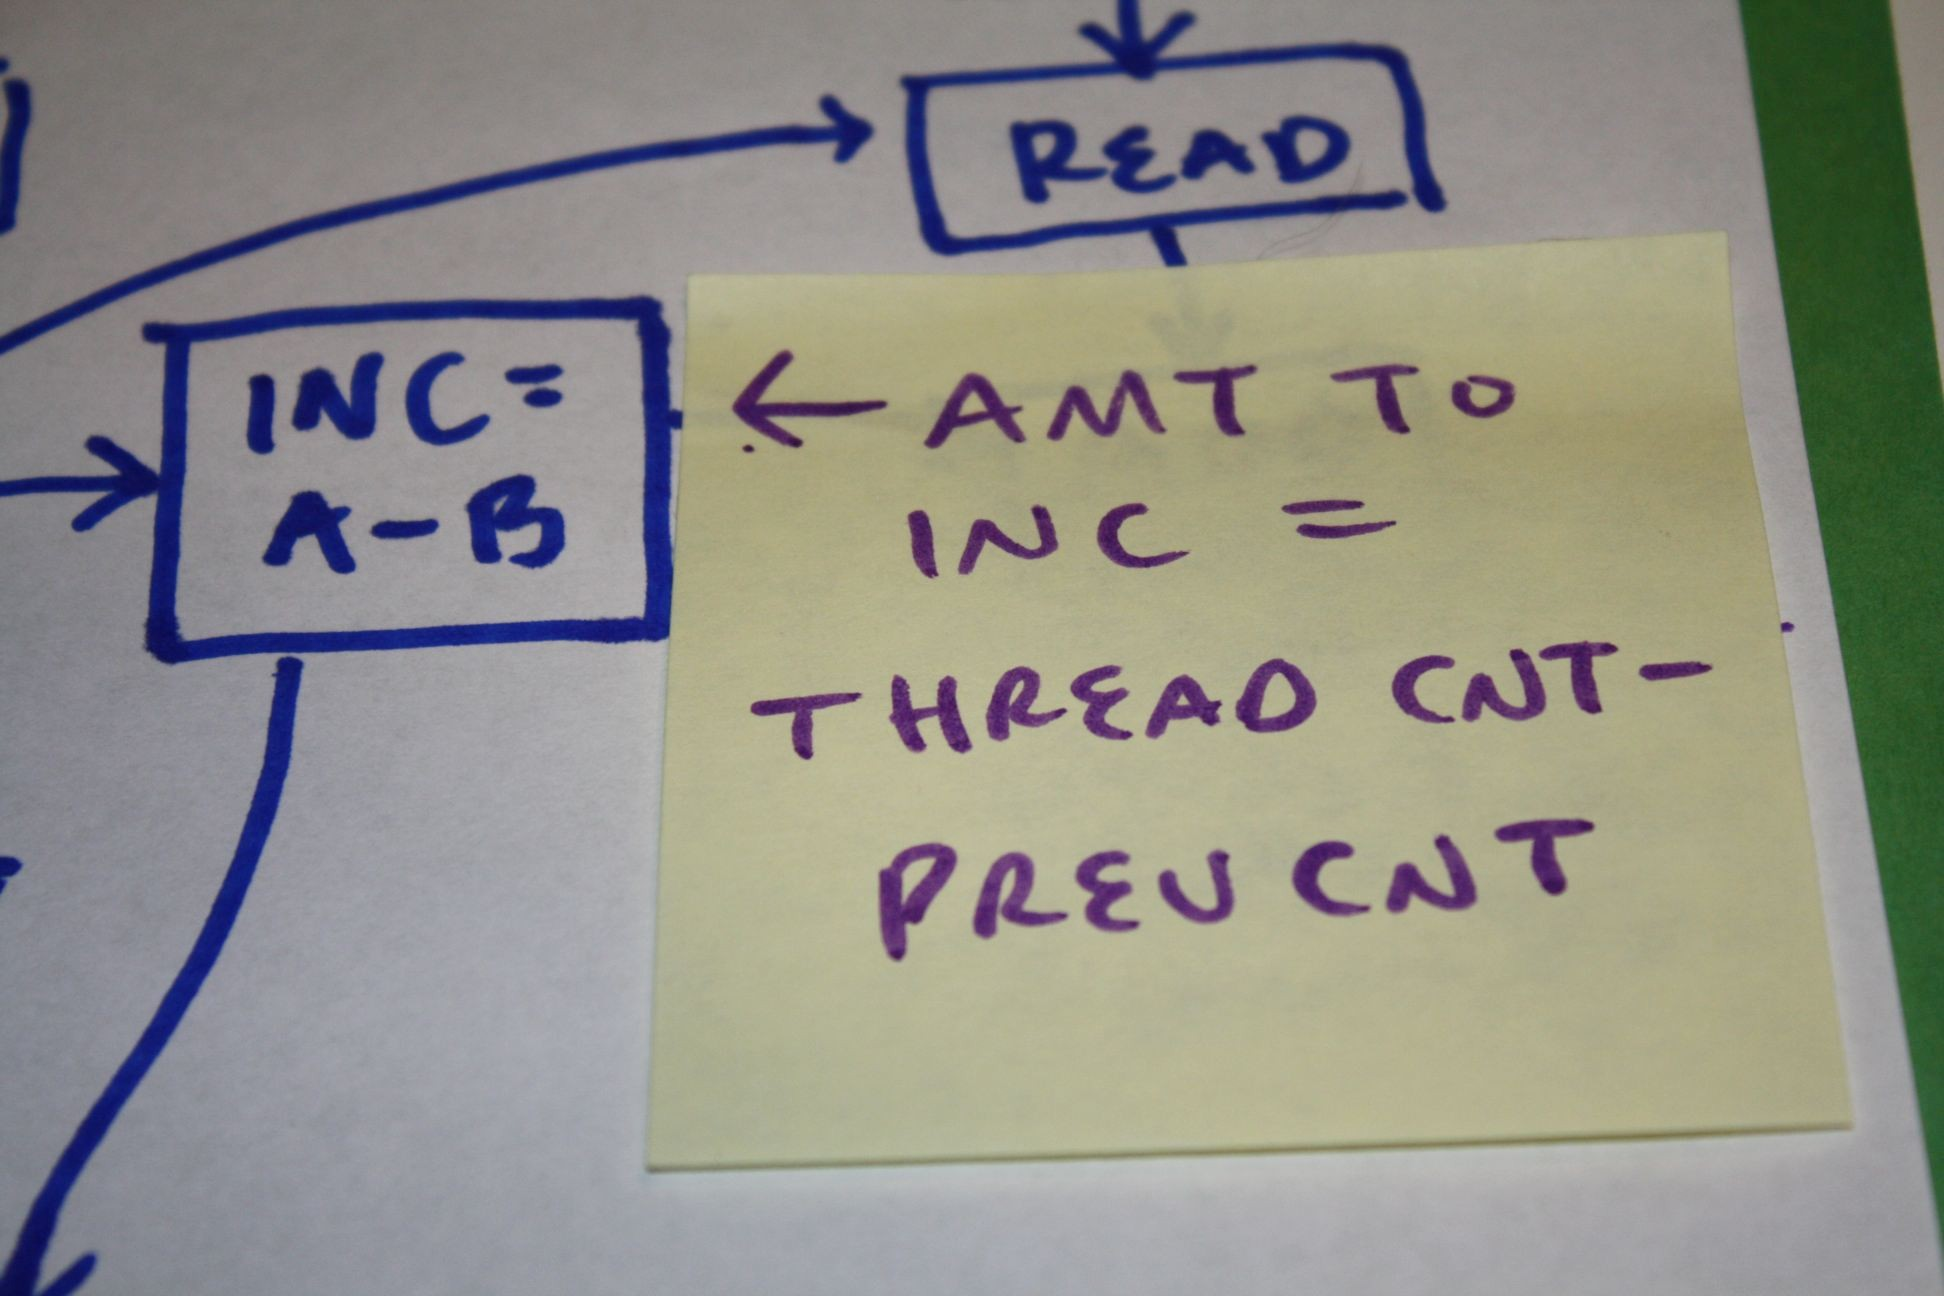 READ
INC=
A-B
← AMT TO
INC =
THREAD CNT-
PREV CNT